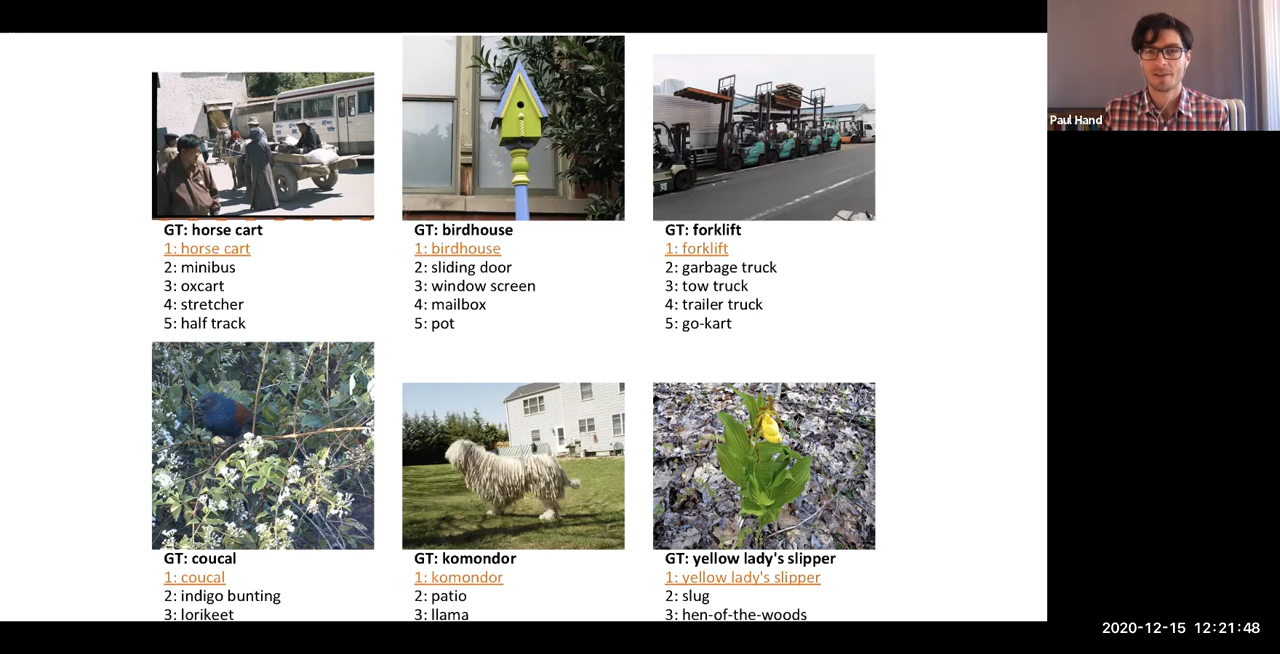 Paul Hand
GT: horse cart
1: horse cart
2: minibus
3: oxcart
4: stretcher
5: half track
GT: birdhouse
1: birdhouse
2: sliding door
3: window screen
4: mailbox
5: pot
GT: forklift
1: forklift
2: garbage truck
3: tow truck
4: trailer truck
5: go-kart
GT: coucal
1: coucal
2: indigo bunting
3: lorikeet
GT: komondor
1: komondor
2: patio
3: llama
GT: yellow lady's slipper
1: yellow lady's slipper
2: slug
3: hen-of-the-woods
2020-12-15 12:21:48